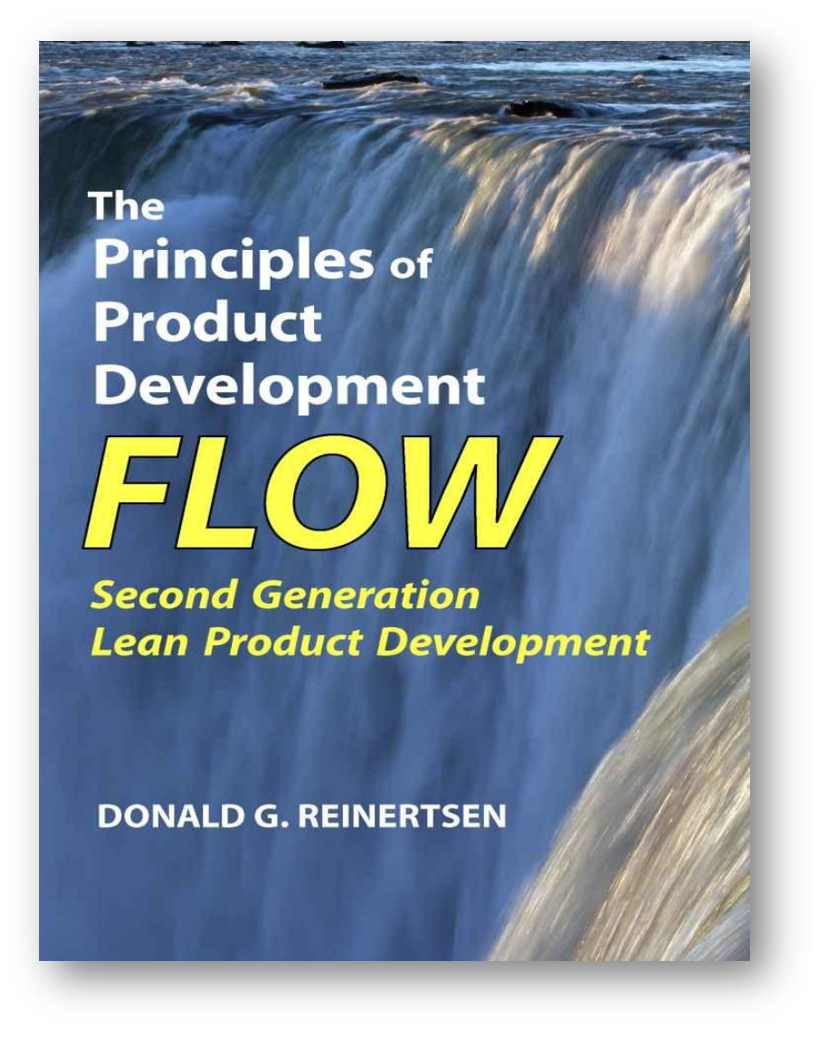 The
Principles of
Product
Development
FLOW
Second Generation
Lean Product Development
DONALD G. REINERTSEN